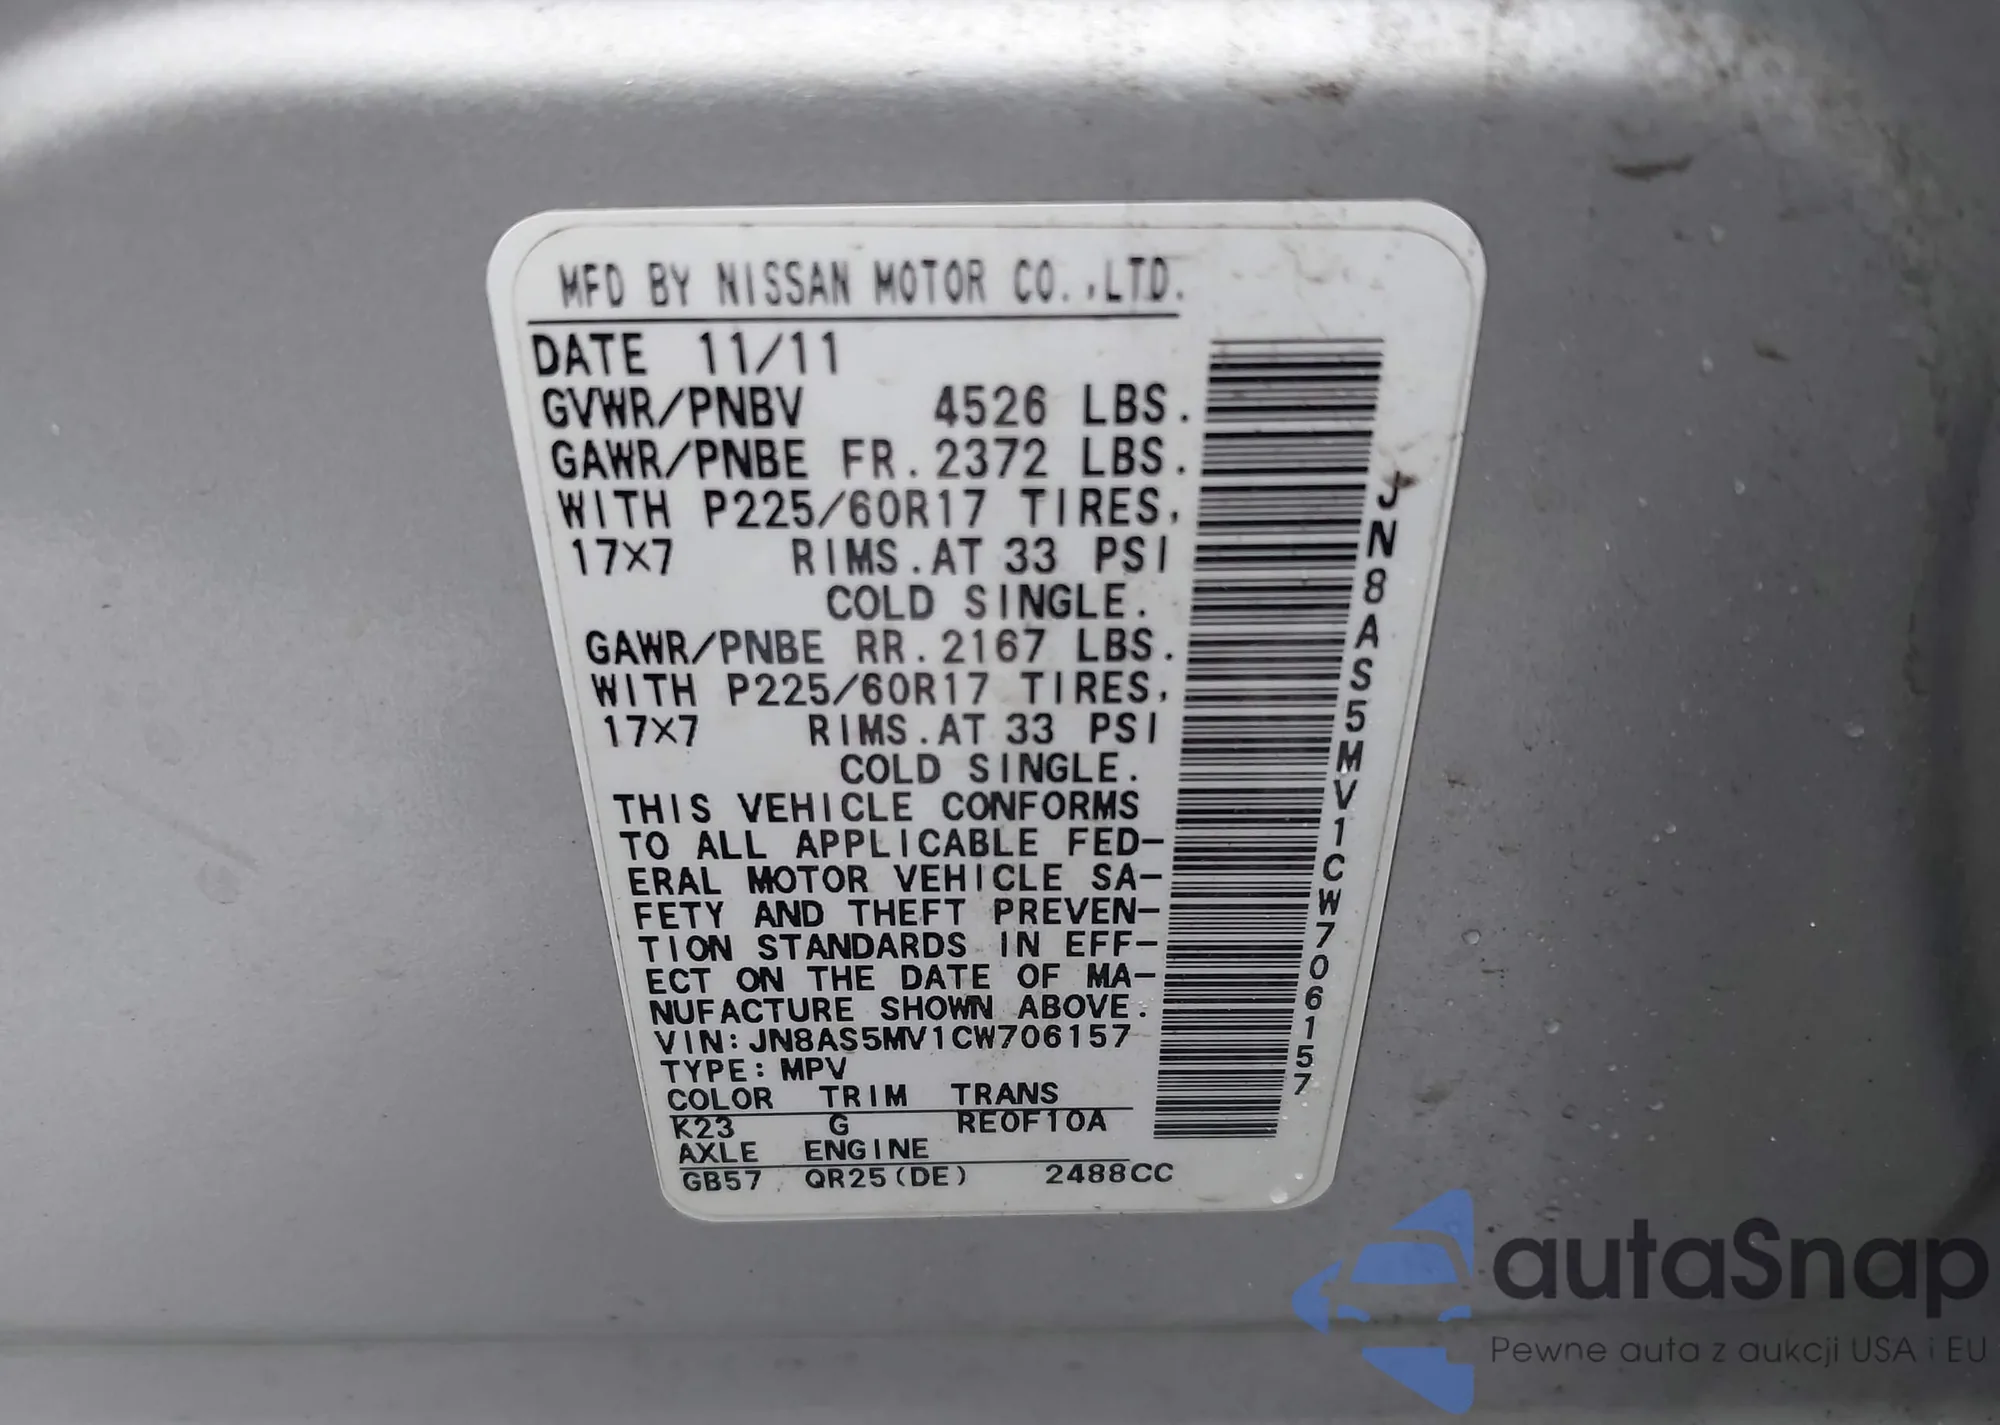 MFD BY NISSAN MOTOR CO.,LTD.
DATE 11/11
GVWR/PNBV 4526 LBS.
GAWR/PNBE FR.2372 LBS.
WITH P225/60R17 TIRES,
17X7 RIMS.AT 33 PSI
COLD SINGLE.
GAWR/PNBE RR.2167 LBS.
WITH P225/60R17 TIRES,
17X7 RIMS.AT 33 PSI
COLD SINGLE.
THIS VEHICLE CONFORMS
TO ALL APPLICABLE FED-
ERAL MOTOR VEHICLE SA-
FETY AND THEFT PREVEN-
TION STANDARDS IN EFF-
ECT ON THE DATE OF MA-
NUFACTURE SHOWN ABOVE.
VIN:JN8AS5MV1CW706157
TYPE:MPV
COLOR TRIM TRANS
K23 G RE0F10A
AXLE ENGINE
GB57 QR25(DE) 2488CC
JN8AS5MV1CW706157
autaSnap
Pewne auta z aukcji USA i EU